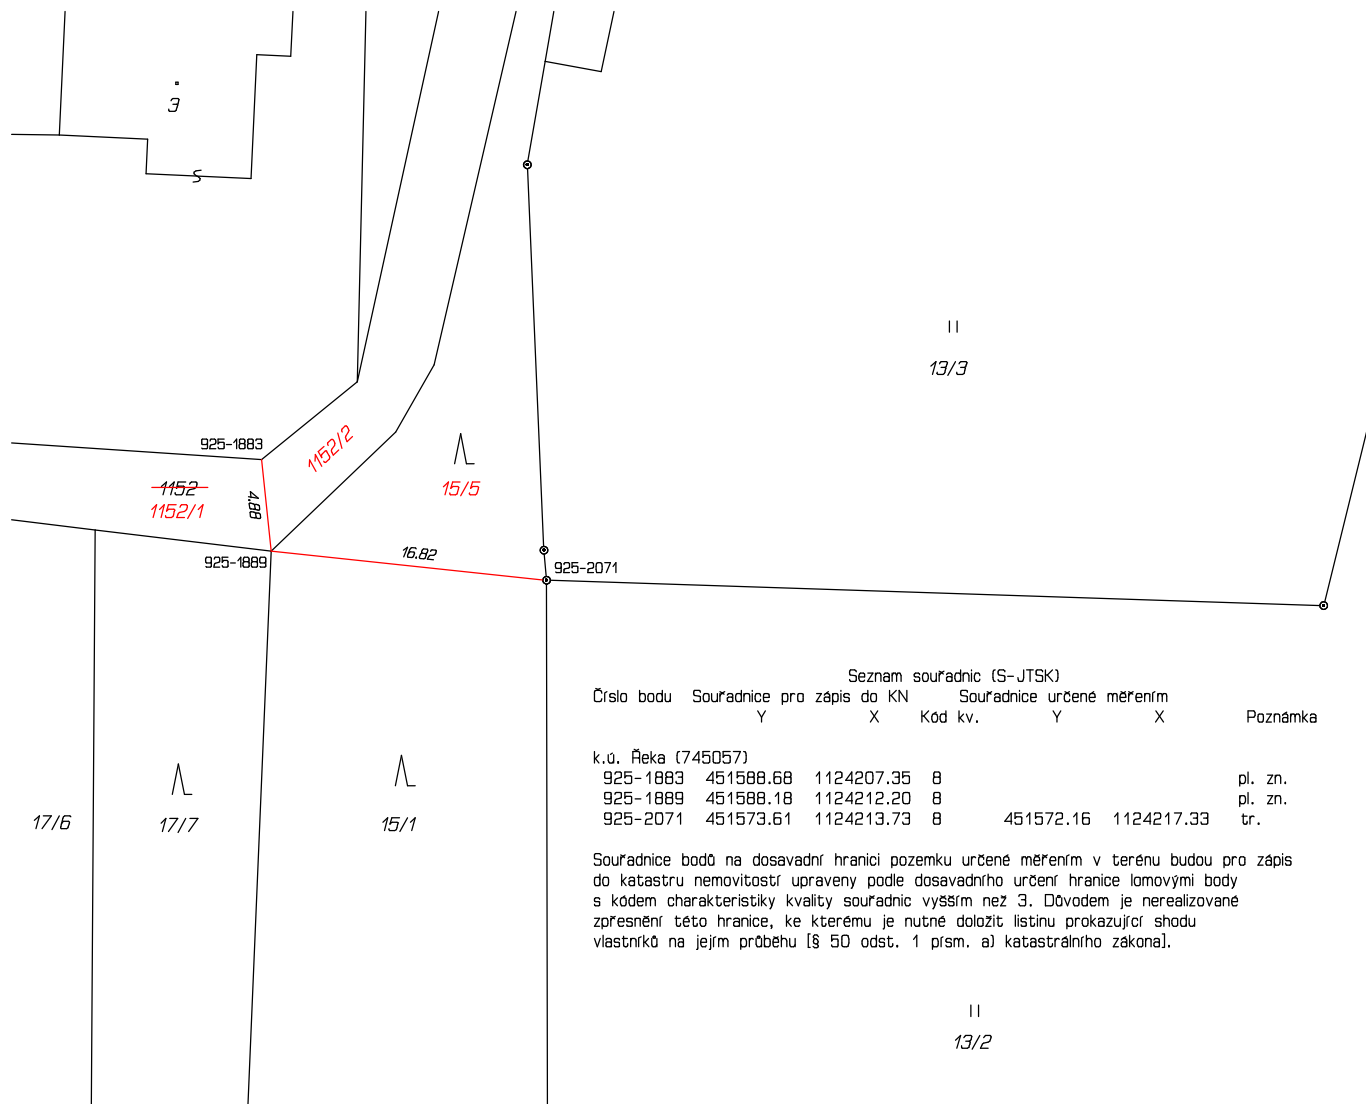 3
S
13/3
925-1883
1152/2
1152
1152/1
4.88
15/5
925-1889
16.82
925-2071
Seznam souřadnic (S-JTSK)
Číslo bodu Souřadnice pro zápis do KN Souřadnice určené měřením
Y X Kód kv. Y X Poznámka
k.ú. Řeka (745057)
925-1883 451588.68 1124207.35 8 pl. zn.
925-1889 451588.18 1124212.20 8 pl. zn.
925-2071 451573.61 1124213.73 8 451572.16 1124217.33 tr.
17/6
17/7
15/1
Souřadnice bodů na dosavadní hranici pozemku určené měřením v terénu budou pro zápis
do katastru nemovitostí upraveny podle dosavadního určení hranice lomovými body
s kódem charakteristiky kvality souřadnic vyšším než 3. Důvodem je nerealizované
zpřesnění této hranice, ke kterému je nutné doložit listinu prokazující shodu
vlastníků na jejím průběhu [§ 50 odst. 1 písm. a) katastrálního zákona].
13/2